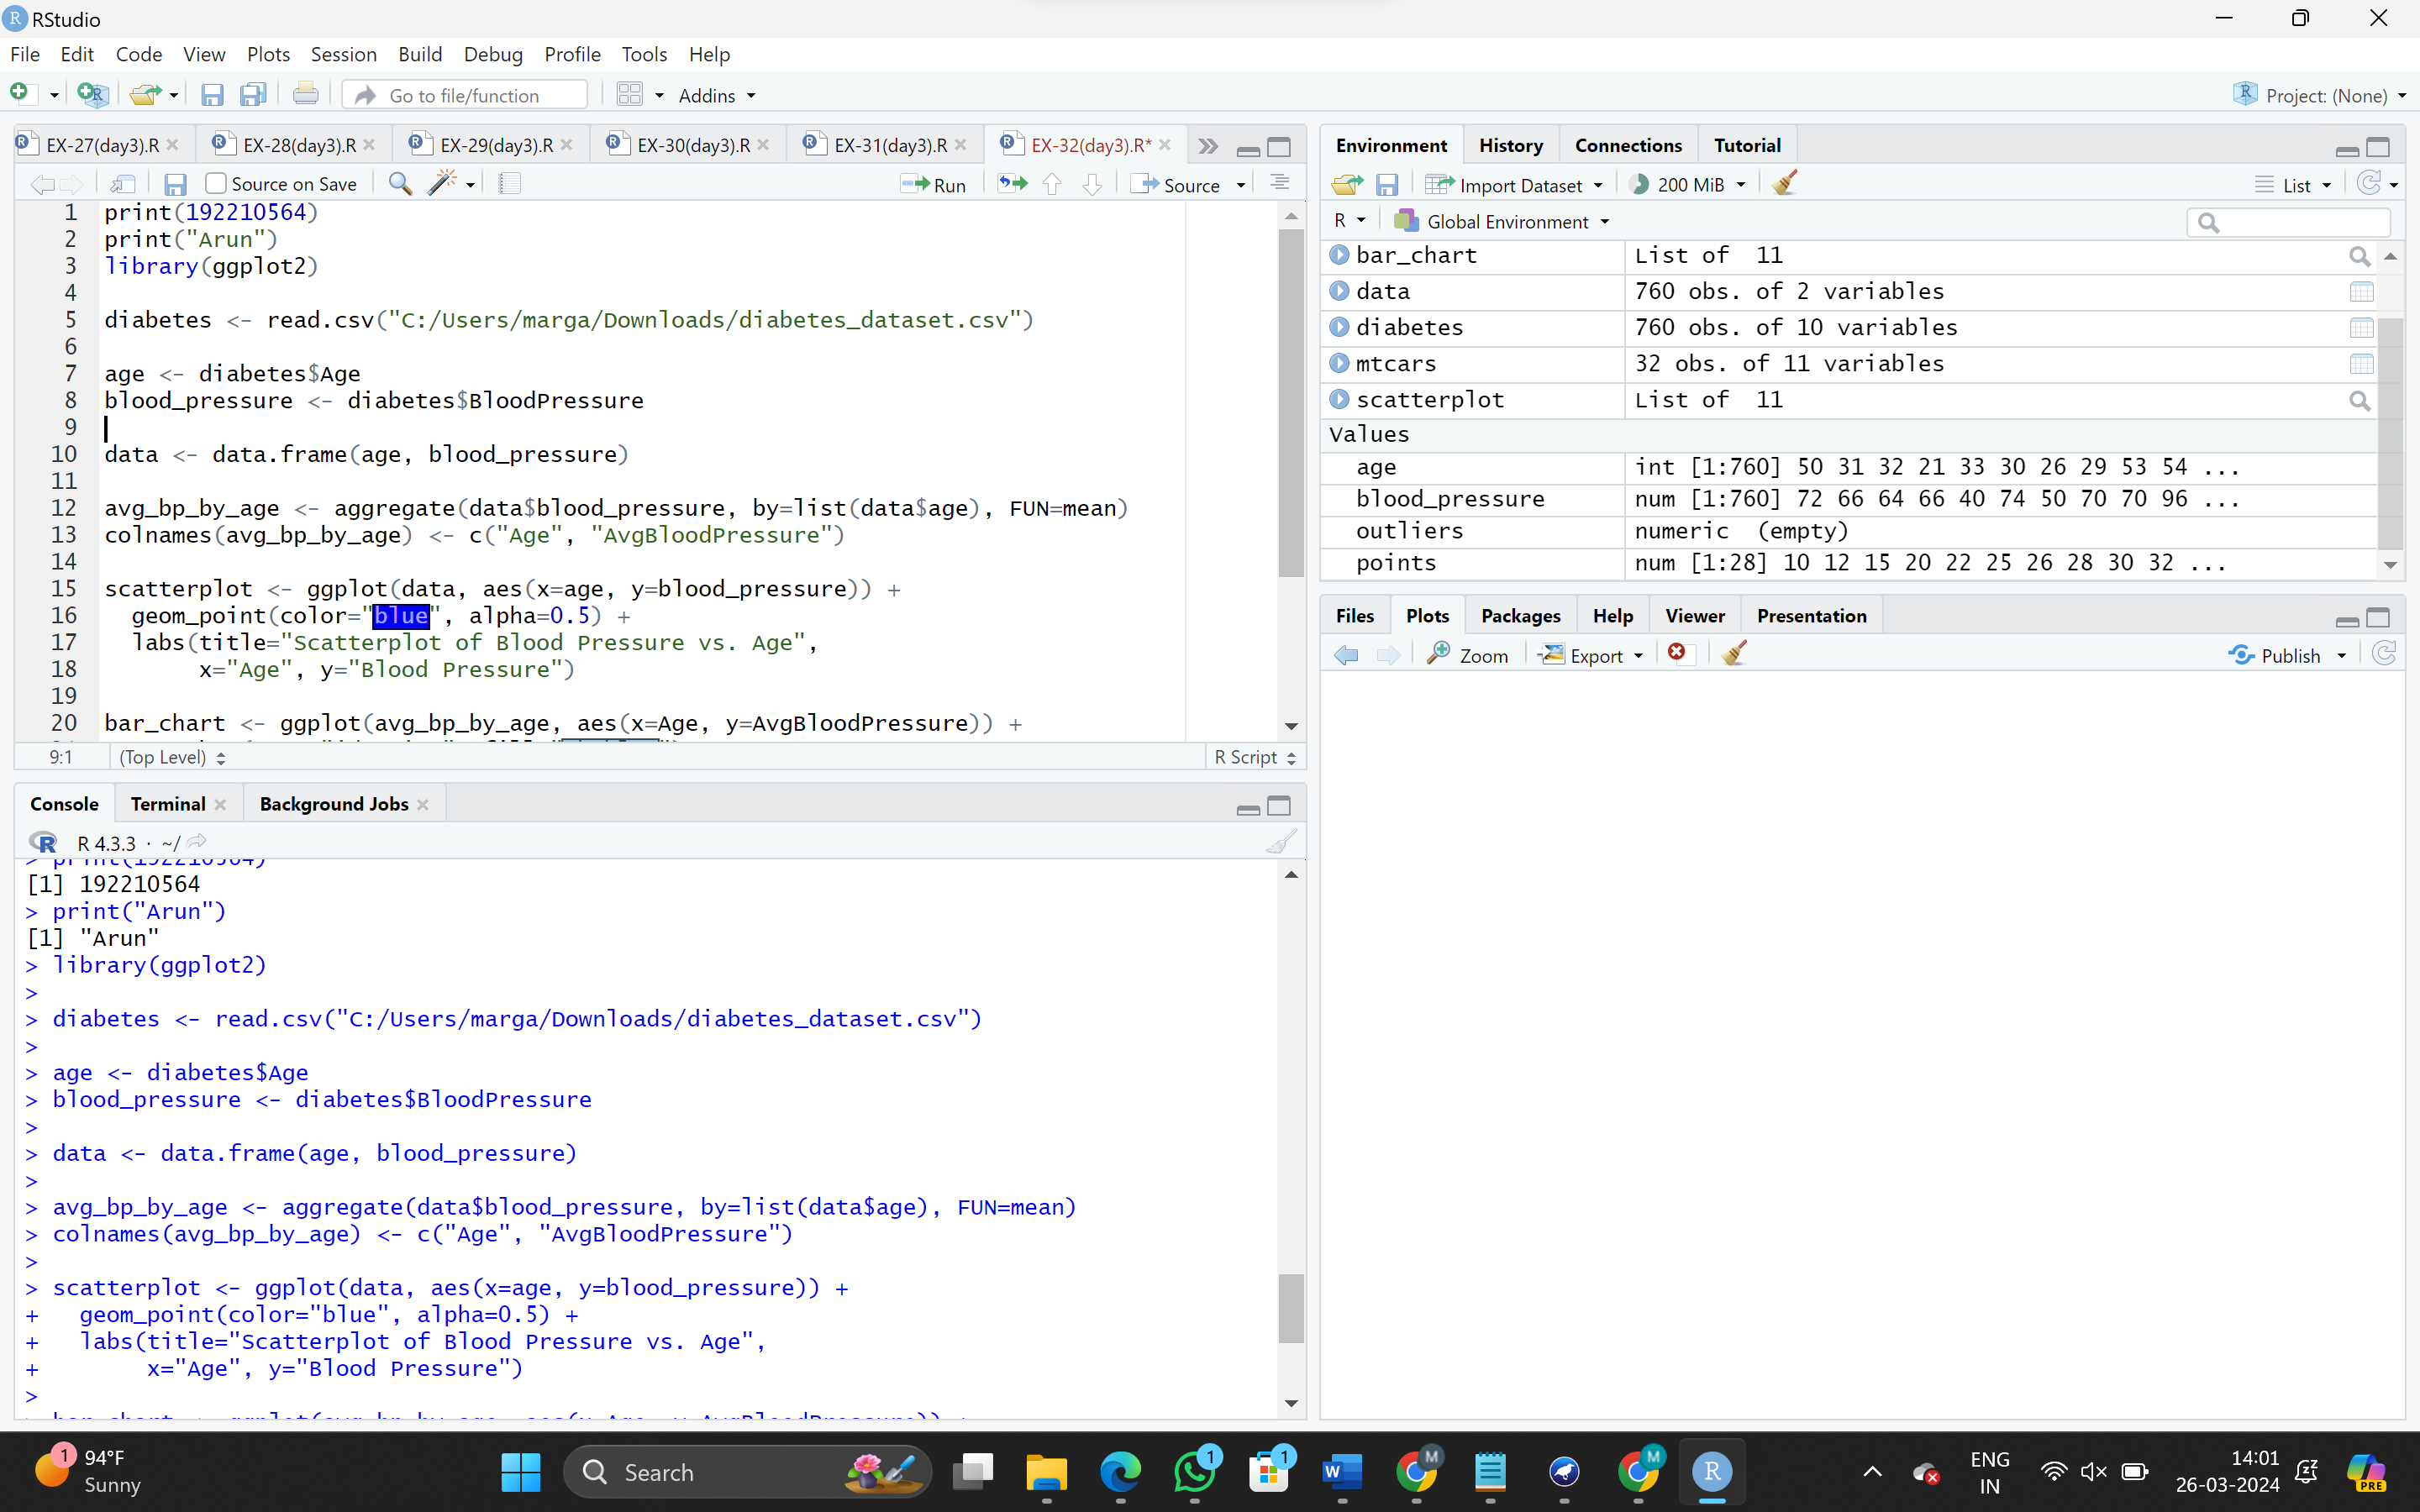 RStudio
File Edit Code View Plots Session Build Debug Profile Tools Help
Go to file/function Addins Project: (None)
EX-27(day3).R EX-28(day3).R EX-29(day3).R EX-30(day3).R EX-31(day3).R EX-32(day3).R*
Source on Save Run Source
1 print(192210564)
2 print("Arun")
3 library(ggplot2)
4
5 diabetes <- read.csv("C:/Users/marga/Downloads/diabetes_dataset.csv")
6
7 age <- diabetes$Age
8 blood_pressure <- diabetes$BloodPressure
9
10 data <- data.frame(age, blood_pressure)
11
12 avg_bp_by_age <- aggregate(data$blood_pressure, by=list(data$age), FUN=mean)
13 colnames(avg_bp_by_age) <- c("Age", "AvgBloodPressure")
14
15 scatterplot <- ggplot(data, aes(x=age, y=blood_pressure)) +
16 geom_point(color="blue", alpha=0.5) +
17 labs(title="Scatterplot of Blood Pressure vs. Age",
18 x="Age", y="Blood Pressure")
19
20 bar_chart <- ggplot(avg_bp_by_age, aes(x=Age, y=AvgBloodPressure)) +
9:1 (Top Level) R Script
Console Terminal Background Jobs
R 4.3.3 · ~/
> print(192210564)
[1] 192210564
> print("Arun")
[1] "Arun"
> library(ggplot2)
>
> diabetes <- read.csv("C:/Users/marga/Downloads/diabetes_dataset.csv")
>
> age <- diabetes$Age
> blood_pressure <- diabetes$BloodPressure
>
> data <- data.frame(age, blood_pressure)
>
> avg_bp_by_age <- aggregate(data$blood_pressure, by=list(data$age), FUN=mean)
> colnames(avg_bp_by_age) <- c("Age", "AvgBloodPressure")
>
> scatterplot <- ggplot(data, aes(x=age, y=blood_pressure)) +
+ geom_point(color="blue", alpha=0.5) +
+ labs(title="Scatterplot of Blood Pressure vs. Age",
+ x="Age", y="Blood Pressure")
>
Environment History Connections Tutorial
Import Dataset 200 MiB List
R Global Environment
bar_chart List of 11
data 760 obs. of 2 variables
diabetes 760 obs. of 10 variables
mtcars 32 obs. of 11 variables
scatterplot List of 11
Values
age int [1:760] 50 31 32 21 33 30 26 29 53 54 ...
blood_pressure num [1:760] 72 66 64 66 40 74 50 70 70 96 ...
outliers numeric (empty)
points num [1:28] 10 12 15 20 22 25 26 28 30 32 ...
Files Plots Packages Help Viewer Presentation
Zoom Export Publish
1 94°F
Sunny
Search
1 1 M M
ENG
IN
14:01
26-03-2024
PRE